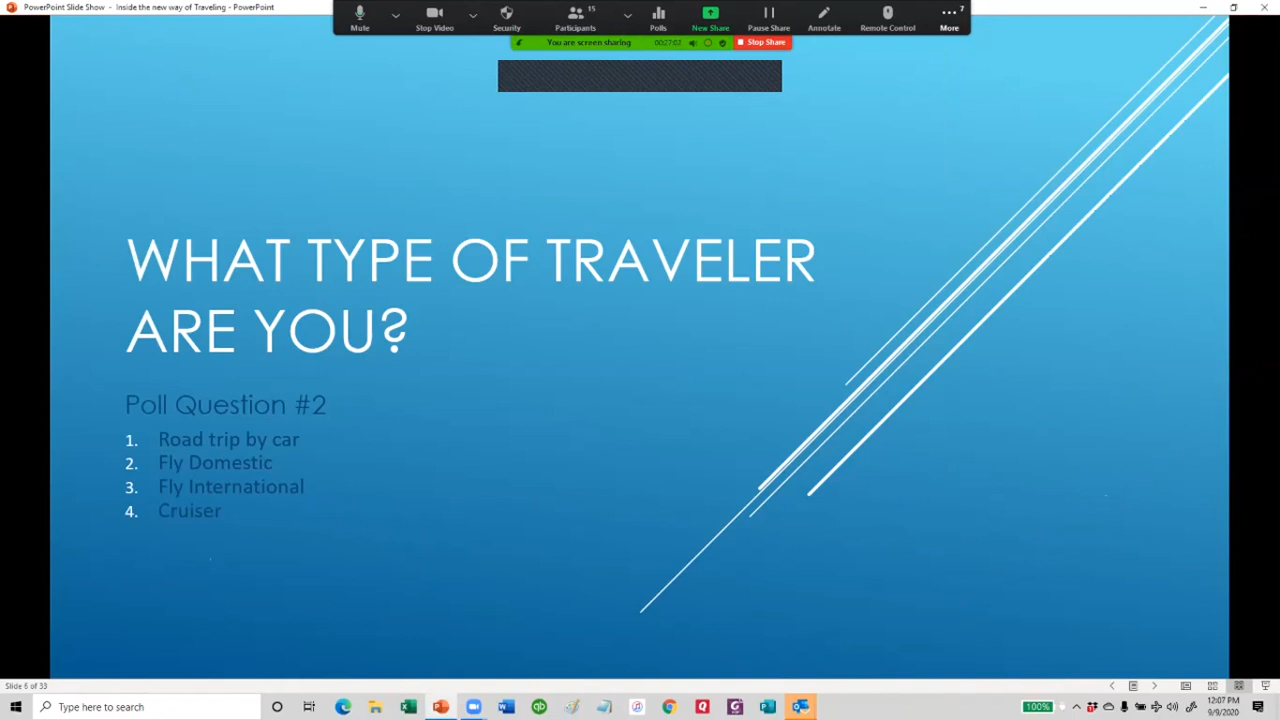 PowerPoint Slide Show - Inside the new way of Traveling - PowerPoint
15
7
Mute
Stop Video
Security
Participants
Polls
New Share
Pause Share
Annotate
Remote Control
More
You are screen sharing
Stop Share
WHAT TYPE OF TRAVELER
ARE YOU?
Poll Question #2
1. Road trip by car
2. Fly Domestic
3. Fly International
4. Cruiser
Slide 6 of 33
Type here to search
100%
12:07 PM
9/9/2020